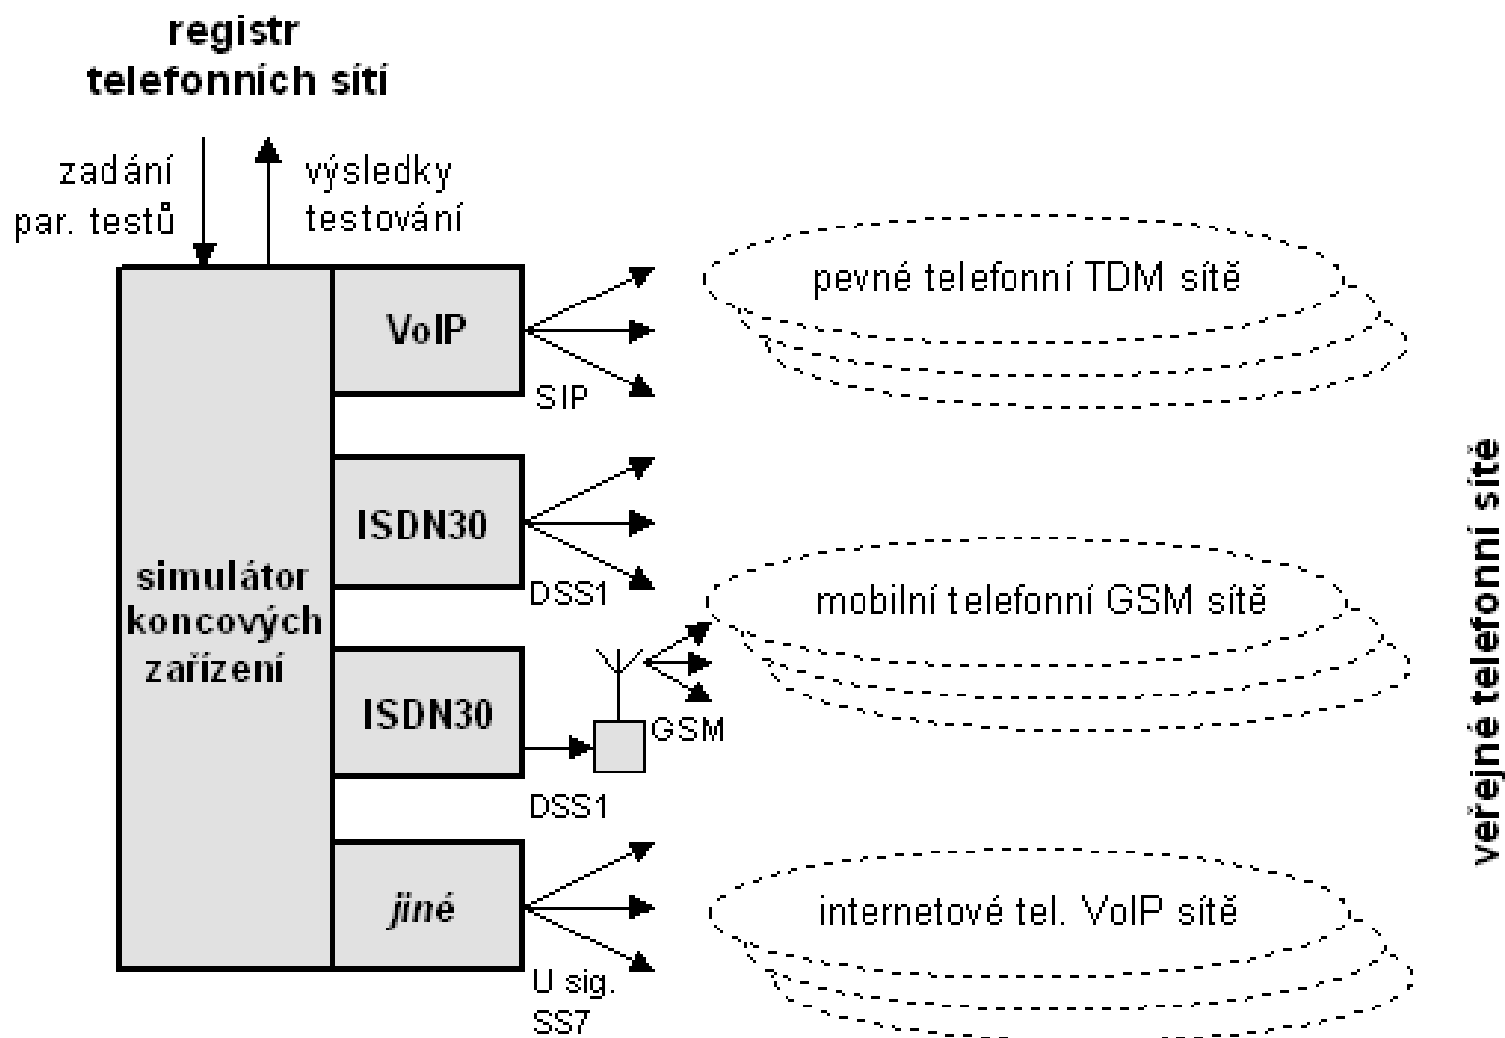 registr
telefonních sítí
zadání
par. testů
výsledky
testování
VoIP
SIP
pevné telefonní TDM sítě
ISDN30
DSS1
simulátor
koncových
zařízení
mobilní telefonní GSM sítě
ISDN30
GSM
DSS1
jiné
U sig.
SS7
internetové tel. VoIP sítě
veřejné telefonní sítě